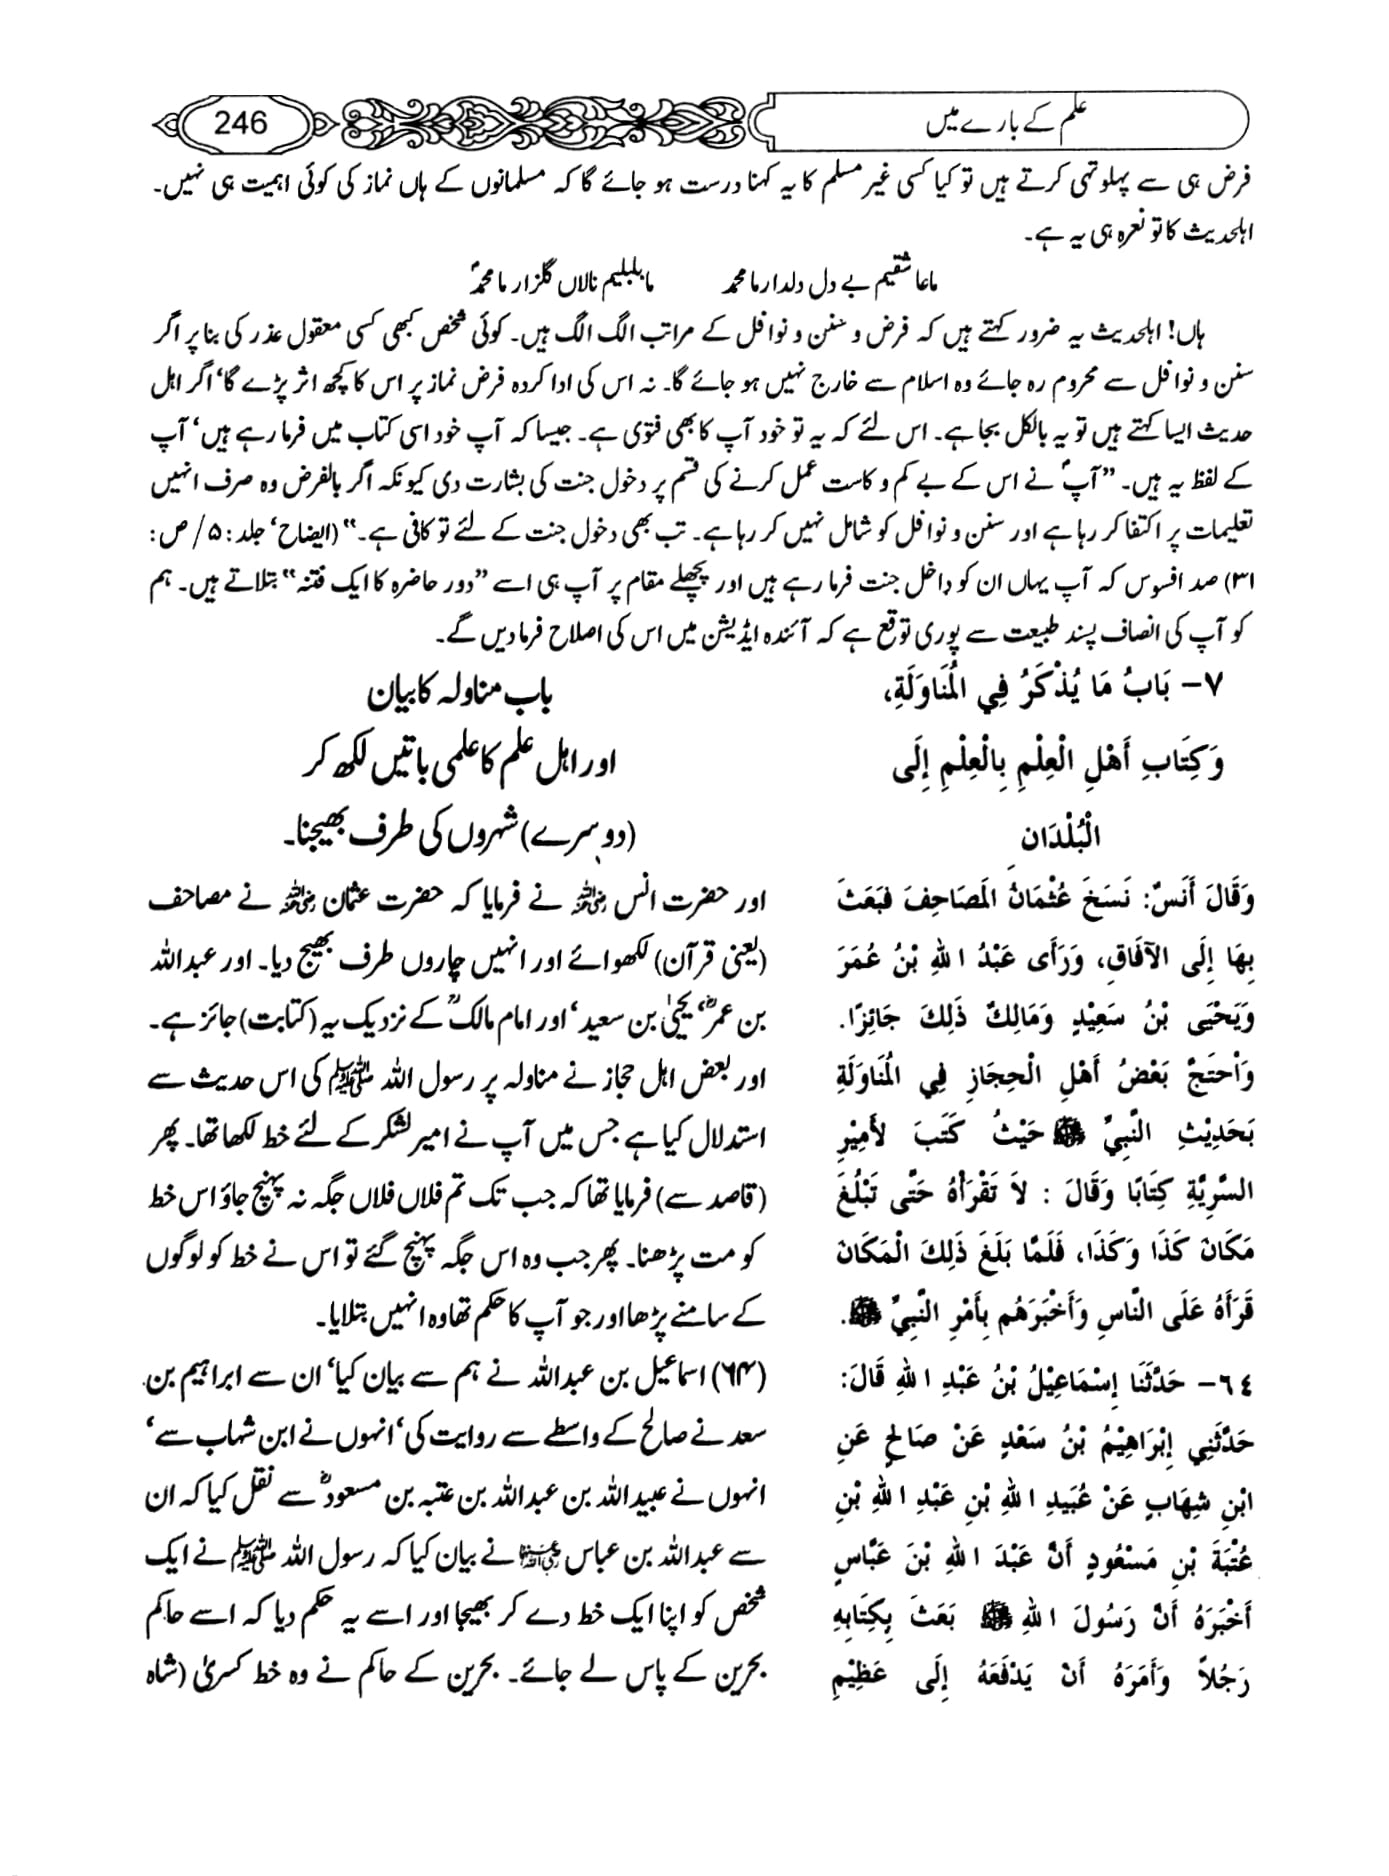 علم کے بارے میں
246
فرض ہی سے پہلو تہی کرتے ہیں تو کیا کسی غیر مسلم کا یہ کہنا درست ہو جائے گا کہ مسلمانوں کے ہاں نماز کی کوئی اہمیت ہی نہیں۔
اہلحدیث کا تو نعرہ ہی یہ ہے۔
ما عاشقیم بے دل دلدار ما محمدؐ ما بلبلیم نالاں گلزار ما محمدؐ
ہاں! اہلحدیث یہ ضرور کہتے ہیں کہ فرض و سنن و نوافل کے مراتب الگ الگ ہیں۔ کوئی شخص کبھی کسی معقول عذر کی بنا پر اگر
سنن و نوافل سے محروم رہ جائے وہ اسلام سے خارج نہیں ہو جائے گا۔ نہ اس کی ادا کردہ فرض نماز پر اس کا کچھ اثر پڑے گا‘ اگر اہل
حدیث ایسا کہتے ہیں تو یہ بالکل بجا ہے۔ اس لئے کہ یہ تو خود آپ کا بھی فتویٰ ہے۔ جیسا کہ آپ خود اسی کتاب میں فرما رہے ہیں‘ آپ
کے لفظ یہ ہیں۔ ”آپؐ نے اس کے بے کم و کاست عمل کرنے کی قسم پر دخول جنت کی بشارت دی کیونکہ اگر بالفرض وہ صرف انہیں
تعلیمات پر اکتفا کر رہا ہے اور سنن و نوافل کو شامل نہیں کر رہا ہے۔ تب بھی دخول جنت کے لئے تو کافی ہے۔“ (ایضاح‘ جلد : ۵/ ص :
۳۱) صد افسوس کہ آپ یہاں ان کو داخل جنت فرما رہے ہیں اور پچھلے مقام پر آپ ہی اسے ”دور حاضرہ کا ایک فتنہ“ بتلاتے ہیں۔ ہم
کو آپ کی انصاف پسند طبیعت سے پوری توقع ہے کہ آئندہ ایڈیشن میں اس کی اصلاح فرمادیں گے۔
٧- بَابُ مَا يُذْكَرُ فِي الْمُنَاوَلَةِ،
وَكِتَابِ أَهْلِ الْعِلْمِ بِالْعِلْمِ إِلَى
الْبُلْدَانِ
وَقَالَ أَنَسٌ: نَسَخَ عُثْمَانُ الْمَصَاحِفَ فَبَعَثَ
بِهَا إِلَى الآفَاقِ، وَرَأَى عَبْدُ اللهِ بْنُ عُمَرَ
وَيَحْيَى بْنُ سَعِيْدٍ وَمَالِكٌ ذَلِكَ جَائِزًا.
وَاحْتَجَّ بَعْضُ أَهْلِ الْحِجَازِ فِي الْمُنَاوَلَةِ
بَحَدِيْثِ النَّبِيِّ ﷺ حَيْثُ كَتَبَ لأَمِيْرِ
السَّرِيَّةِ كِتَابًا وَقَالَ : لاَ تَقْرَأْهُ حَتَّى تَبْلُغَ
مَكَانَ كَذَا وَكَذَا، فَلَمَّا بَلَغَ ذَلِكَ الْمَكَانَ
قَرَأَهُ عَلَى النَّاسِ وَأَخْبَرَهُم بِأَمْرِ النَّبِيِّ ﷺ.
٦٤- حَدَّثَنَا إِسْمَاعِيْلُ بْنُ عَبْدِ اللهِ قَالَ:
حَدَّثَنِي إِبْرَاهِيْمُ بْنُ سَعْدٍ عَنْ صَالِحٍ عَنِ
ابْنِ شِهَابٍ عَنْ عُبَيدِ اللهِ بْنِ عَبْدِ اللهِ بْنِ
عُتْبَةَ بْنِ مَسْعُودٍ أَنَّ عَبْدَ اللهِ بْنَ عَبَّاسٍ
أَخْبَرَهُ أَنَّ رَسُولَ اللهِ ﷺ بَعَثَ بِكِتَابِهِ
رَجُلاً وَأَمَرَهُ أَنْ يَدْفَعَهُ إِلَى عَظِيْمِ
باب مناولہ کا بیان
اور اہل علم کا علمی باتیں لکھ کر
(دوسرے) شہروں کی طرف بھیجنا۔
اور حضرت انس رضی اللہ عنہ نے فرمایا کہ حضرت عثمان رضی اللہ عنہ نے مصاحف
(یعنی قرآن) لکھوائے اور انہیں چاروں طرف بھیج دیا۔ اور عبداللہ
بن عمرؓ‘ یحییٰ بن سعید‘ اور امام مالکؒ کے نزدیک یہ (کتابت) جائز ہے۔
اور بعض اہل حجاز نے مناولہ پر رسول اللہ ﷺ کی اس حدیث سے
استدلال کیا ہے جس میں آپ نے امیر لشکر کے لئے خط لکھا تھا۔ پھر
(قاصد سے) فرمایا تھا کہ جب تک تم فلاں فلاں جگہ نہ پہنچ جاؤ اس خط
کو مت پڑھنا۔ پھر جب وہ اس جگہ پہنچ گئے تو اس نے خط کو لوگوں
کے سامنے پڑھا اور جو آپ کا حکم تھا وہ انہیں بتلایا۔
(۶۴) اسماعیل بن عبداللہ نے ہم سے بیان کیا‘ ان سے ابراہیم بن
سعد نے صالح کے واسطے سے روایت کی‘ انہوں نے ابن شہاب سے‘
انہوں نے عبیداللہ بن عبداللہ بن عتبہ بن مسعودؓ سے نقل کیا کہ ان
سے عبداللہ بن عباس رضی اللہ عنہما نے بیان کیا کہ رسول اللہ ﷺ نے ایک
شخص کو اپنا ایک خط دے کر بھیجا اور اسے یہ حکم دیا کہ اسے حاکم
بحرین کے پاس لے جائے۔ بحرین کے حاکم نے وہ خط کسریٰ (شاہ